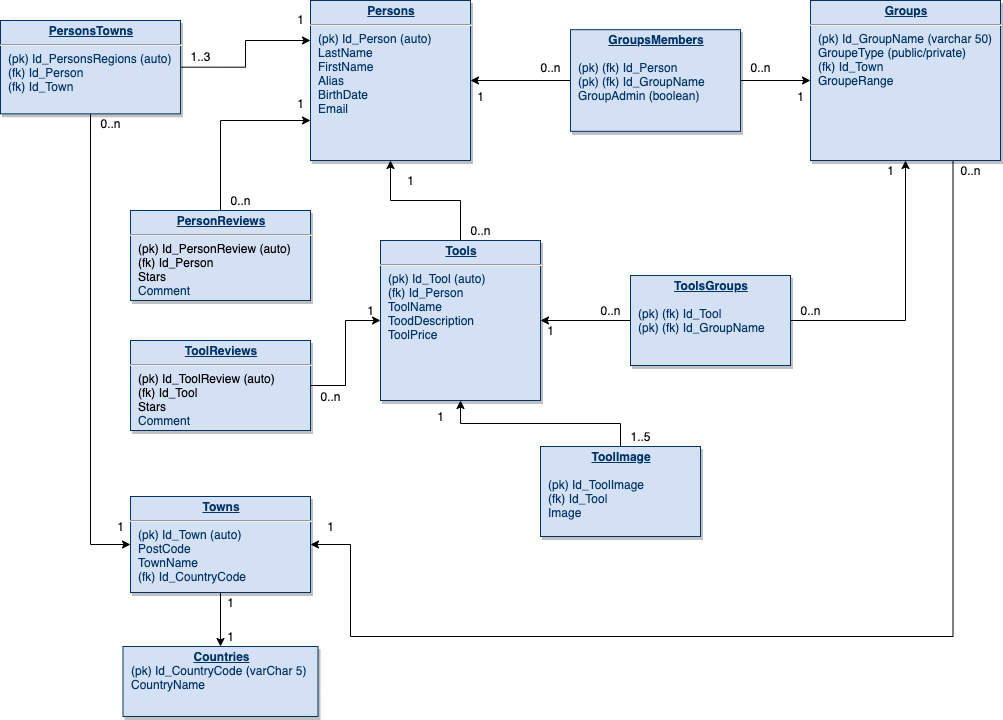 PersonsTowns
(pk) Id_PersonsRegions (auto)
(fk) Id_Person
(fk) Id_Town
1..3
1
0..n
Persons
(pk) Id_Person (auto)
LastName
FirstName
Alias
BirthDate
Email
1
1
0..n
GroupsMembers
(pk) (fk) Id_Person
(pk) (fk) Id_GroupName
GroupAdmin (boolean)
0..n
1
Groups
(pk) Id_GroupName (varchar 50)
GroupeType (public/private)
(fk) Id_Town
GroupeRange
1
0..n
PersonReviews
(pk) Id_PersonReview (auto)
(fk) Id_Person
Stars
Comment
0..n
1
0..n
Tools
(pk) Id_Tool (auto)
(fk) Id_Person
ToolName
ToodDescription
ToolPrice
1
1
0..n
ToolsGroups
(pk) (fk) Id_Tool
(pk) (fk) Id_GroupName
0..n
1
ToolReviews
(pk) Id_ToolReview (auto)
(fk) Id_Tool
Stars
Comment
0..n
1
1..5
ToolImage
(pk) Id_ToolImage
(fk) Id_Tool
Image
1
Towns
(pk) Id_Town (auto)
PostCode
TownName
(fk) Id_CountryCode
1
1
1
Countries
(pk) Id_CountryCode (varChar 5)
CountryName